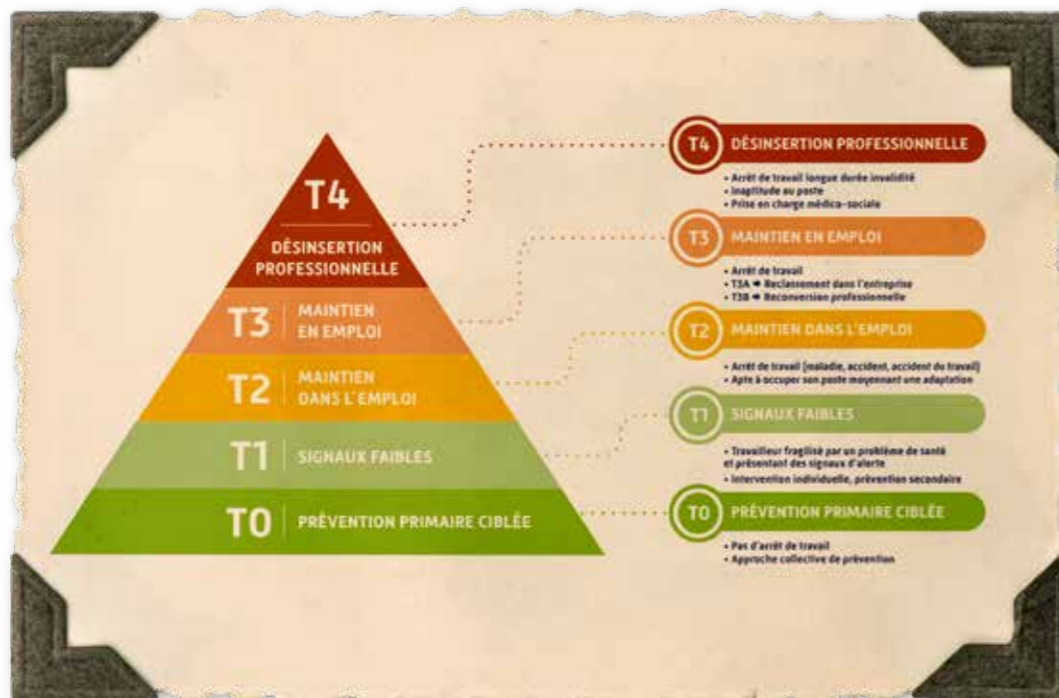 T4
DÉSINSERTION
PROFESSIONNELLE
T3
MAINTIEN
EN EMPLOI
T2
MAINTIEN
DANS L'EMPLOI
T1
SIGNAUX FAIBLES
T0
PRÉVENTION PRIMAIRE CIBLÉE
T4 DÉSINSERTION PROFESSIONNELLE
• Arrêt de travail longue durée invalidité
• Inaptitude au poste
• Prise en charge médico-sociale
T3 MAINTIEN EN EMPLOI
• Arrêt de travail
• T3A ➡ Reclassement dans l'entreprise
• T3B ➡ Reconversion professionnelle
T2 MAINTIEN DANS L'EMPLOI
• Arrêt de travail [maladie, accident, accident du travail]
• Apte à occuper son poste moyennant une adaptation
T1 SIGNAUX FAIBLES
• Travailleur fragilisé par un problème de santé
et présentant des signaux d'alerte
• Intervention individuelle, prévention secondaire
T0 PRÉVENTION PRIMAIRE CIBLÉE
• Pas d'arrêt de travail
• Approche collective de prévention